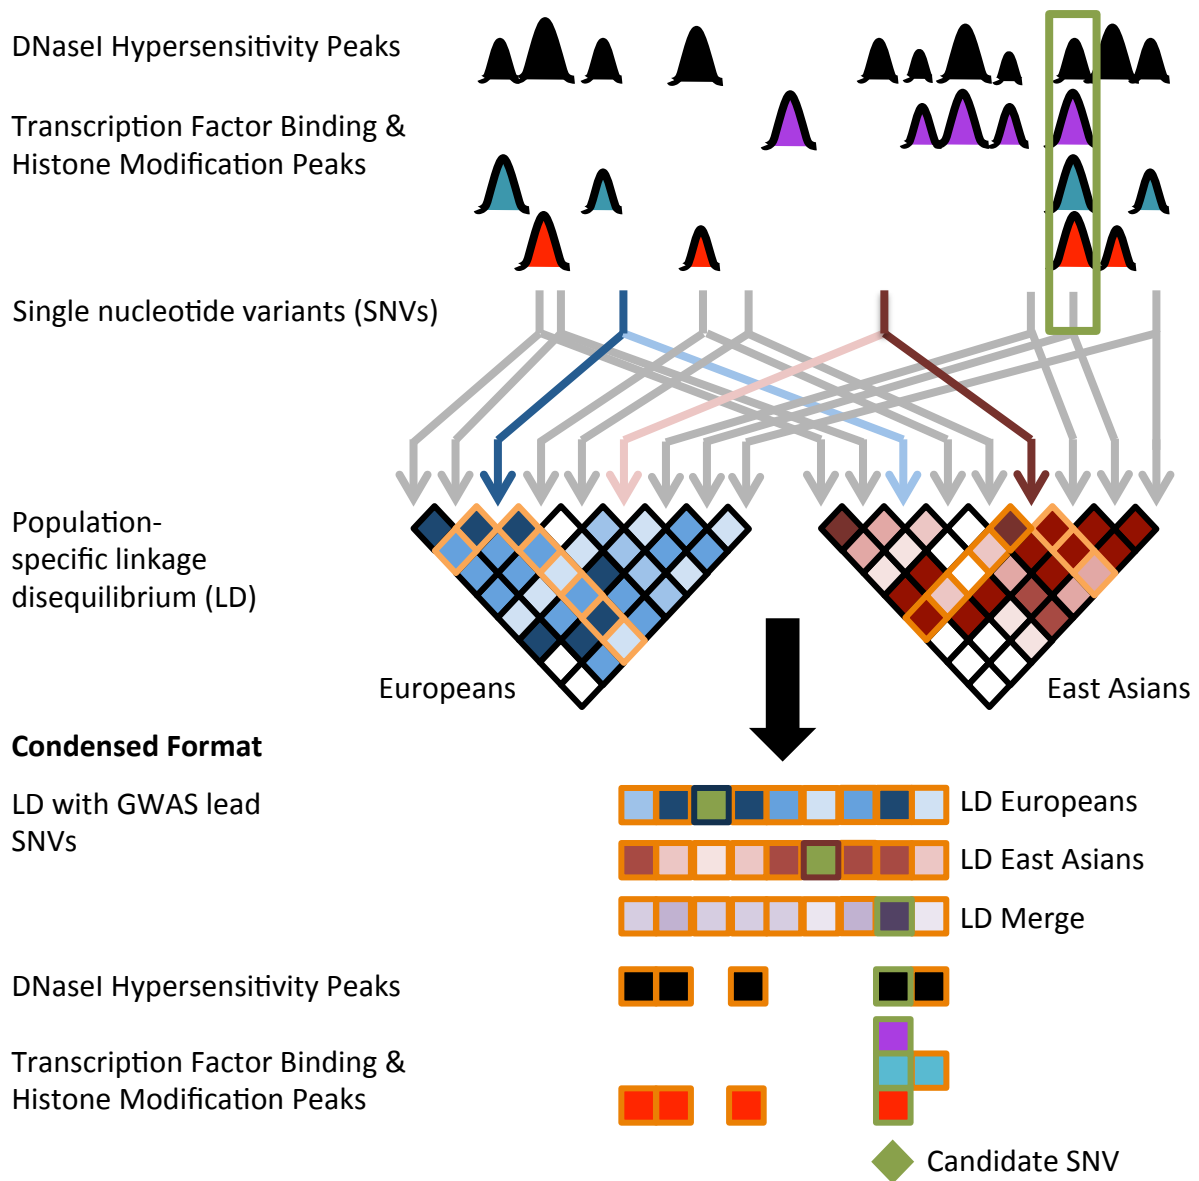 DNaseI Hypersensitivity Peaks
Transcription Factor Binding &
Histone Modification Peaks
Single nucleotide variants (SNVs)
Population-
specific linkage
disequilibrium (LD)
Europeans
East Asians
Condensed Format
LD with GWAS lead
SNVs
LD Europeans
LD East Asians
LD Merge
DNaseI Hypersensitivity Peaks
Transcription Factor Binding &
Histone Modification Peaks
Candidate SNV